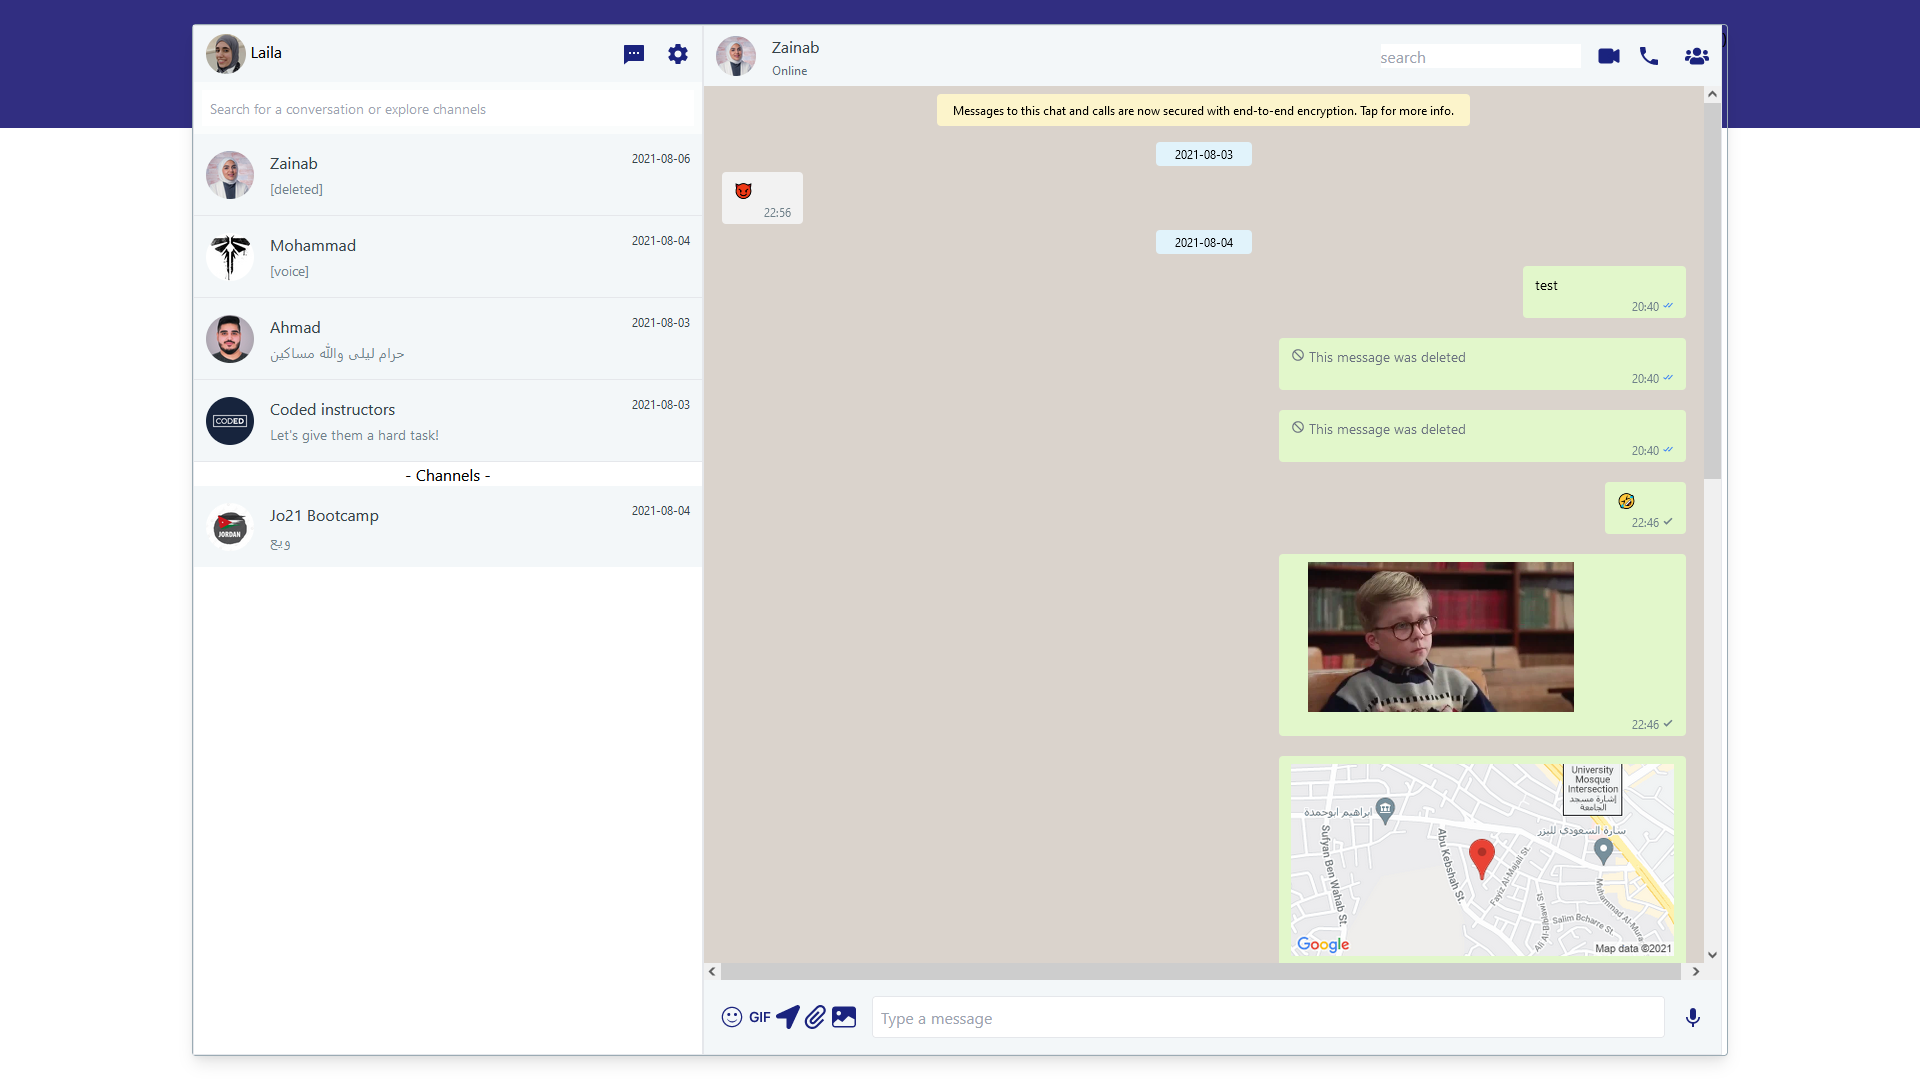 Laila
Search for a conversation or explore channels
Zainab
2021-08-06
[deleted]
Mohammad
2021-08-04
[voice]
Ahmad
2021-08-03
حرام ليلى والله مساكين
Coded instructors
2021-08-03
CODED
Let's give them a hard task!
- Channels -
Jo21 Bootcamp
2021-08-04
JORDAN
ويع
Zainab
Online
search
Messages to this chat and calls are now secured with end-to-end encryption. Tap for more info.
2021-08-03
22:56
2021-08-04
test
20:40
This message was deleted
20:40
This message was deleted
20:40
22:46
22:46
University
Mosque
Intersection
إشارة مسجد
الجامعة
ابراهيم ابوحمدة
سارة السعودي لليزر
Sufyan Ben Wahab St.
Abu Kebshah St.
Fayiz Al-Majali St.
Ali Al-Bblawi St.
Salim Bcharre St.
Muhammad Al-Mura
Google
Map data ©2021
GIF
Type a message